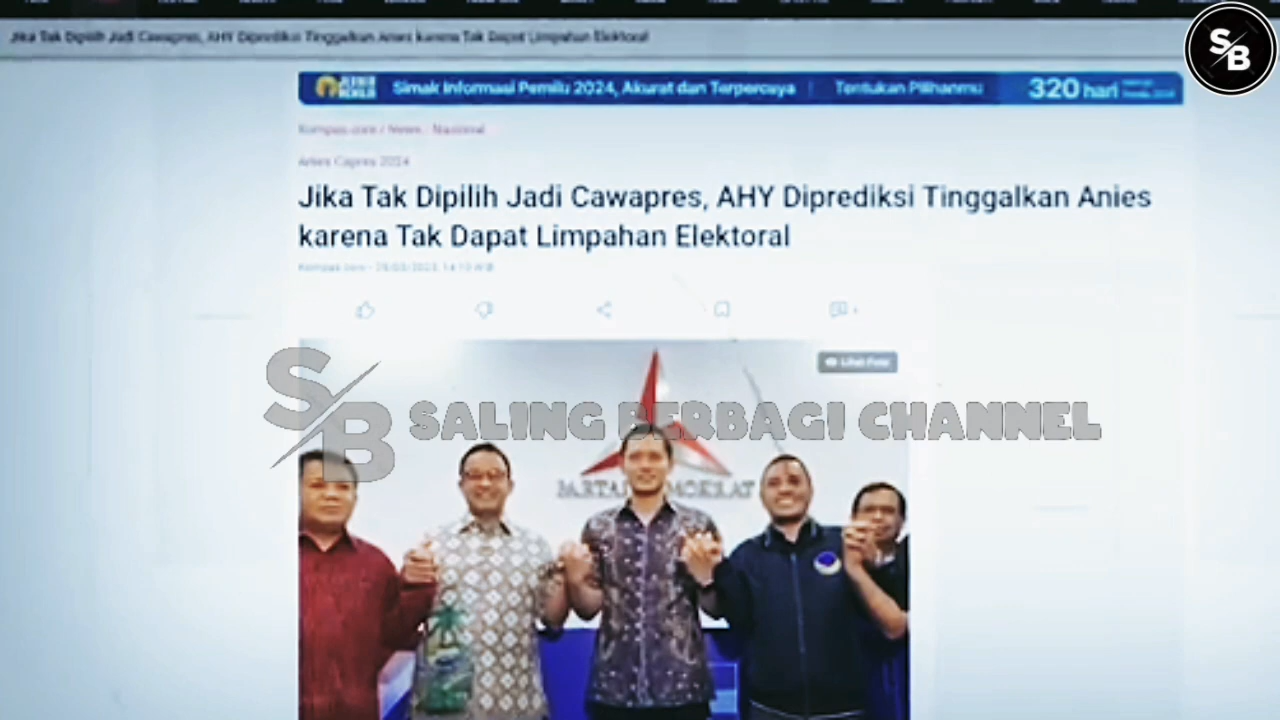 Jika Tak Dipilih Jadi Cawapres, AHY Diprediksi Tinggalkan Anies karena Tak Dapat Limpahan Elektoral
SB
Simak Informasi Pemilu 2024, Akurat dan Terpercaya | Tentukan Pilihanmu 320 hari
Kompas.com / News / Nasional
Anies Capres 2024
Jika Tak Dipilih Jadi Cawapres, AHY Diprediksi Tinggalkan Anies
karena Tak Dapat Limpahan Elektoral
Lihat Foto
SB SALING BERBAGI CHANNEL
PARTAI DEMOKRAT